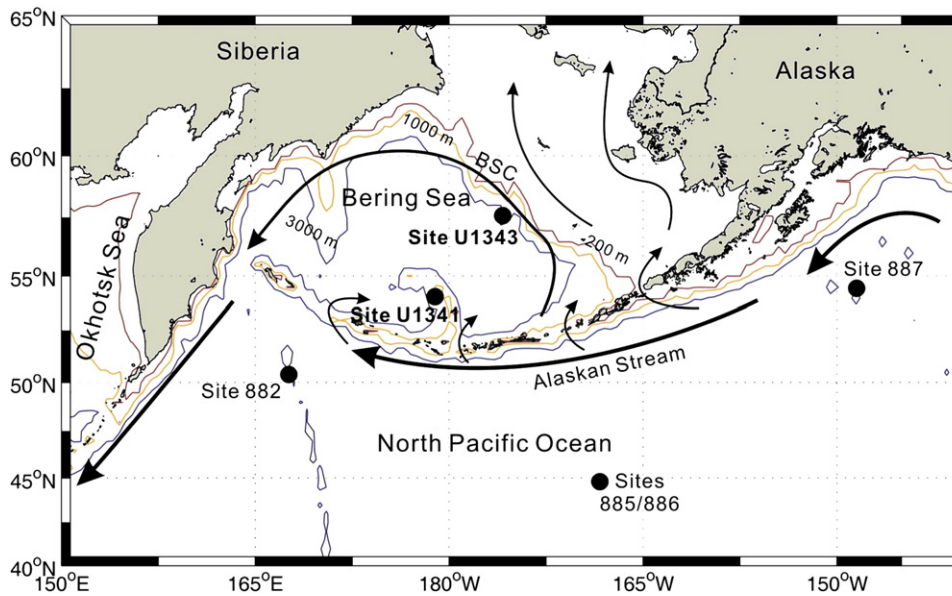 65°N
Siberia
Alaska
1000 m
60°N
BSC
Bering Sea
3000 m
Site U1343
200 m
Okhotsk Sea
55°N
Site 887
Site U1341
Alaskan Stream
Site 882
50°N
North Pacific Ocean
45°N
Sites
885/886
40°N
150°E 165°E 180°W 165°W 150°W